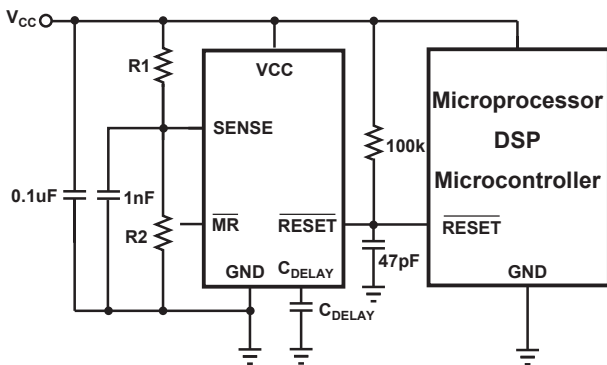 VCC
R1
VCC
SENSE
0.1uF
1nF
R2
MR
RESET
GND
CDELAY
CDELAY
100k
47pF
Microprocessor
DSP
Microcontroller
RESET
GND